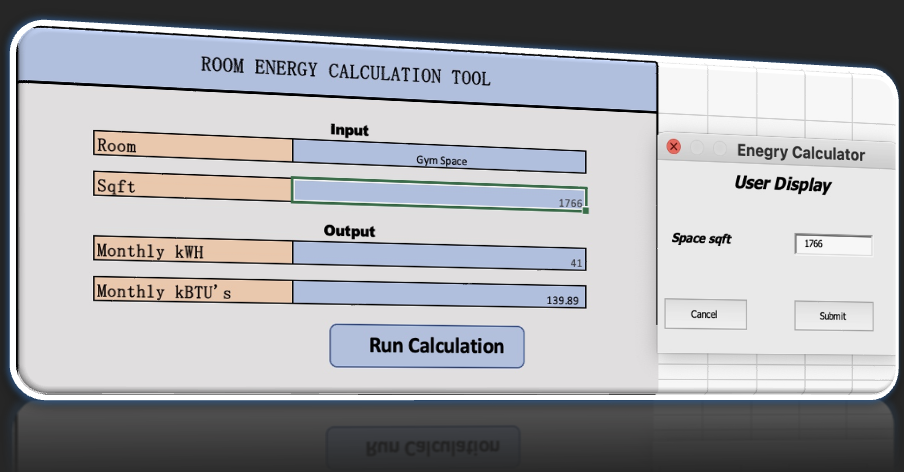 ROOM ENERGY CALCULATION TOOL
Input
Room Gym Space
Sqft 1766
Output
Monthly kWH 41
Monthly kBTU's 139.89
Run Calculation
Enegry Calculator
User Display
Space sqft 1766
Cancel Submit